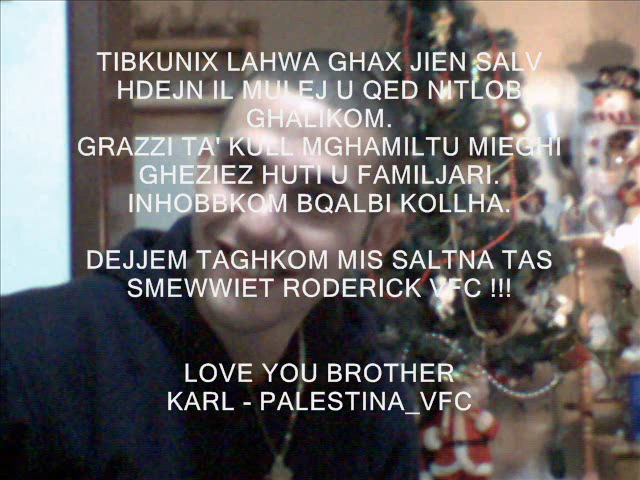 TIBKUNIX LAHWA GHAX JIEN SALV
HDEJN IL MULEJ U QED NITLOB
GHALIKOM.
GRAZZI TA' KULL MGHAMILTU MIEGHI
GHEZIEZ HUTI U FAMILJARI.
INHOBBKOM BQALBI KOLLHA.
DEJJEM TAGHKOM MIS SALTNA TAS
SMEWWIET RODERICK VFC !!!
LOVE YOU BROTHER
KARL - PALESTINA_VFC